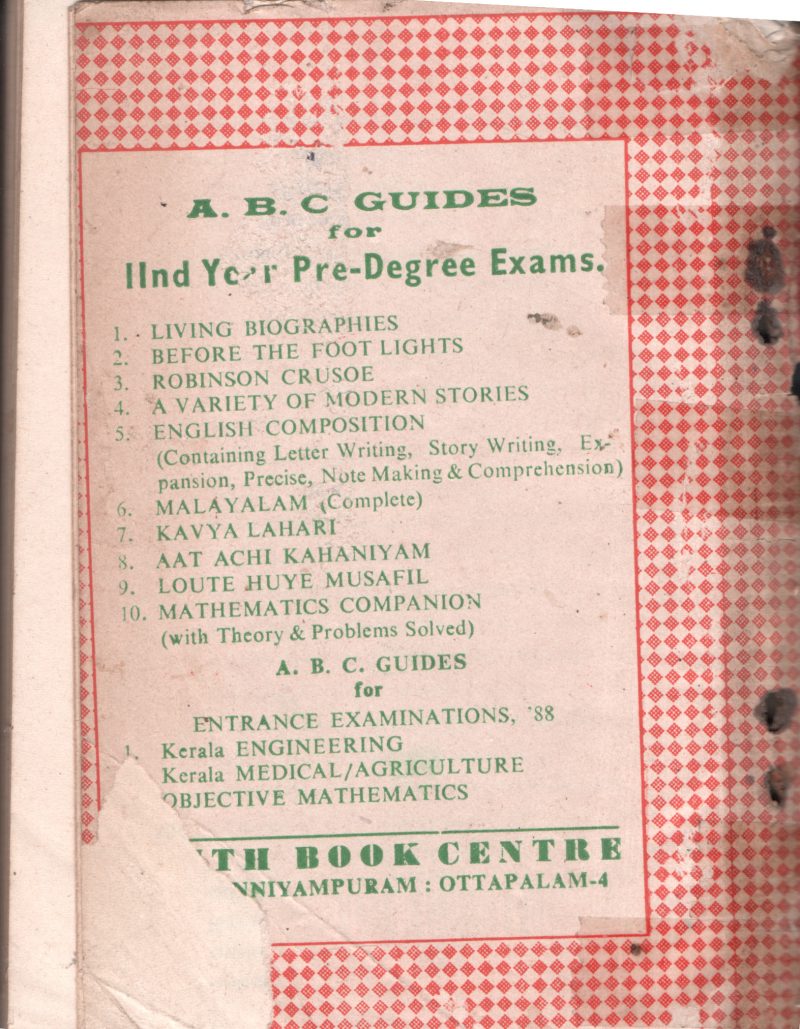 A. B. C GUIDES
for
IInd Year Pre-Degree Exams.
1. LIVING BIOGRAPHIES
2. BEFORE THE FOOT LIGHTS
3. ROBINSON CRUSOE
4. A VARIETY OF MODERN STORIES
5. ENGLISH COMPOSITION
(Containing Letter Writing, Story Writing, Ex-
pansion, Precise, Note Making & Comprehension)
6. MALAYALAM (Complete)
7. KAVYA LAHARI
8. AAT ACHI KAHANIYAM
9. LOUTE HUYE MUSAFIL
10. MATHEMATICS COMPANION
(with Theory & Problems Solved)
A. B. C. GUIDES
for
ENTRANCE EXAMINATIONS, '88
1. Kerala ENGINEERING
Kerala MEDICAL/AGRICULTURE
OBJECTIVE MATHEMATICS
BOOK CENTRE
: OTTAPALAM-4